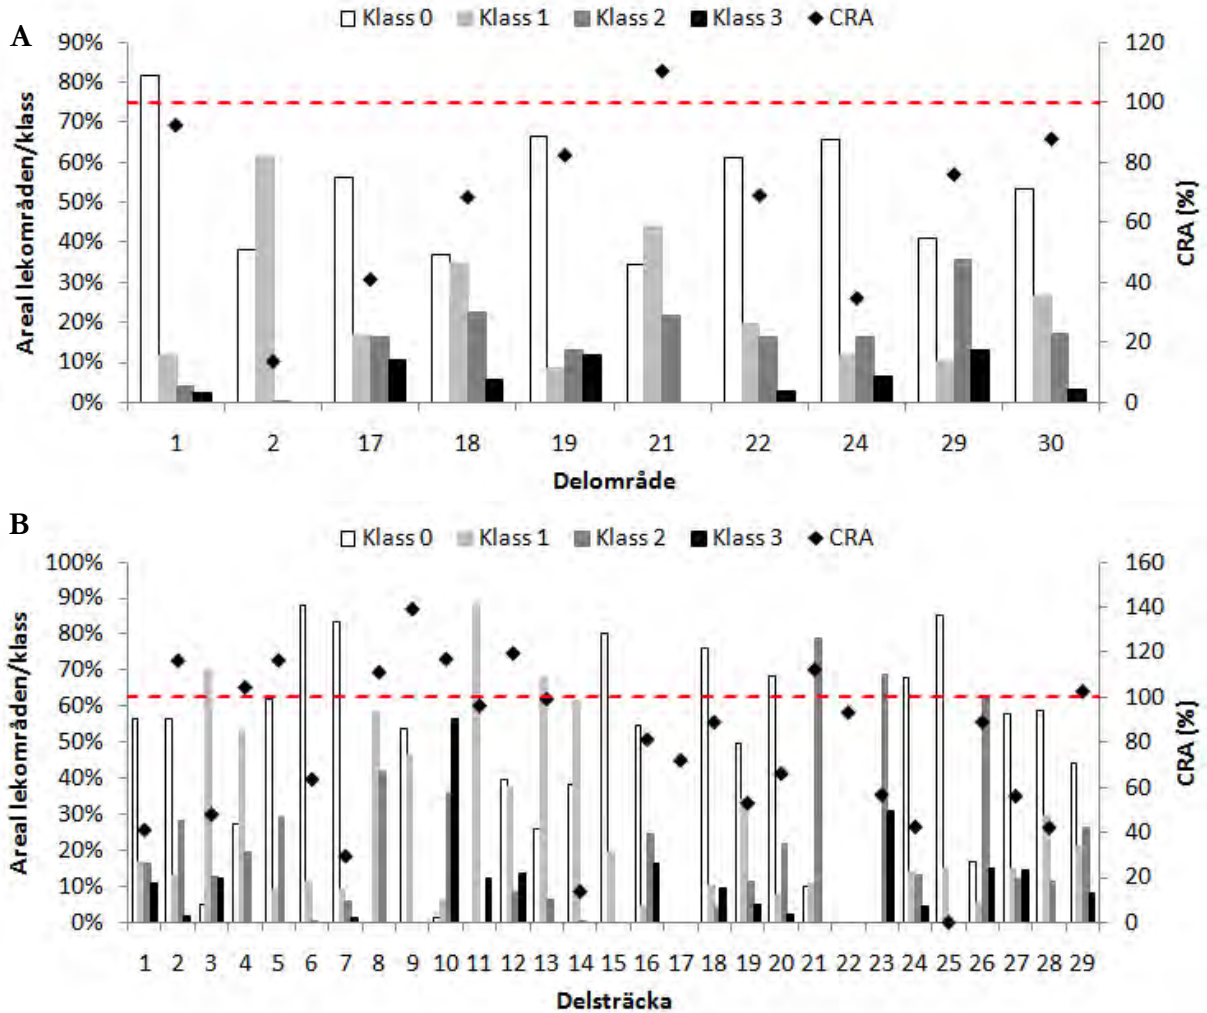 A
Klass 0 Klass 1 Klass 2 Klass 3 CRA
90% 120
80% 100
70% 80
60% 60
50% 40
40% 20
30% 0
20%
10%
0%
Areal lekområden/klass
CRA (%)
1 2 17 18 19 21 22 24 29 30
Delområde
B
Klass 0 Klass 1 Klass 2 Klass 3 CRA
100% 160
90% 140
80% 120
70% 100
60% 80
50% 60
40% 40
30% 20
20% 0
10%
0%
Areal lekområden/klass
CRA (%)
1 2 3 4 5 6 7 8 9 10 11 12 13 14 15 16 17 18 19 20 21 22 23 24 25 26 27 28 29
Delsträcka